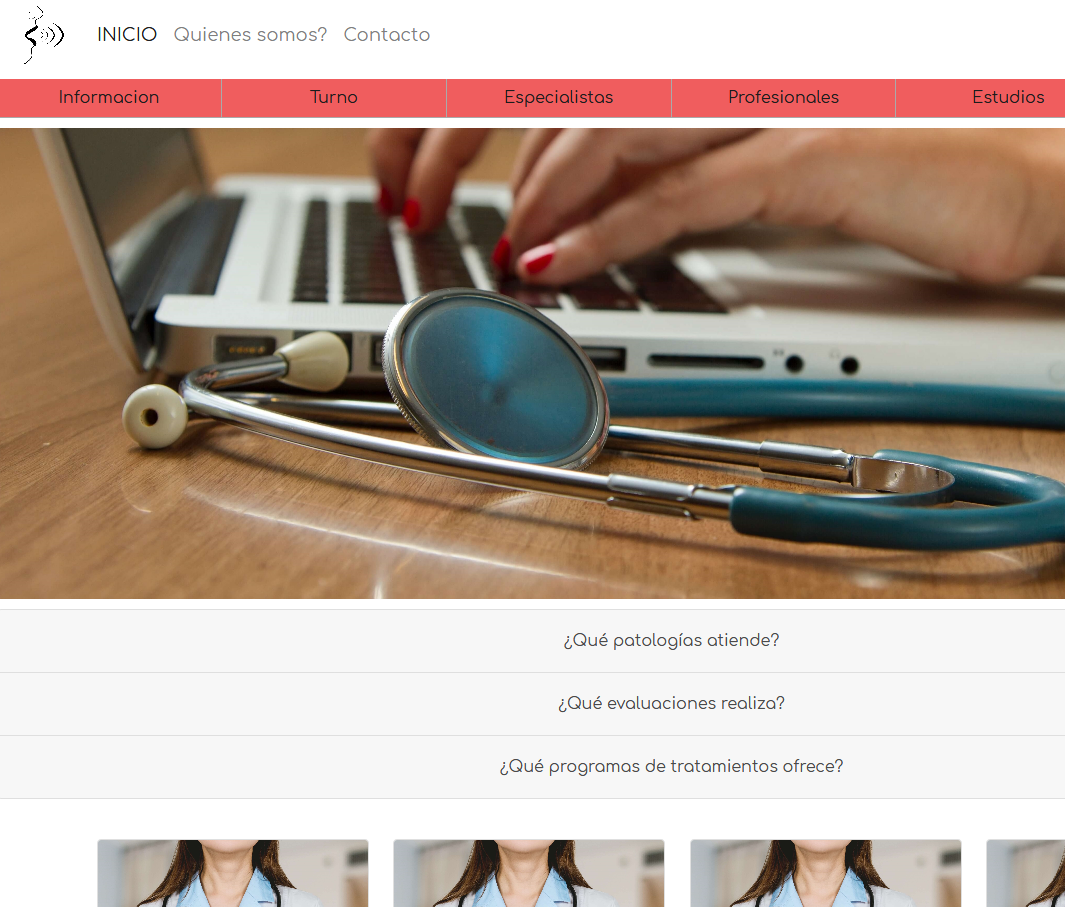 INICIO Quienes somos? Contacto
Informacion Turno Especialistas Profesionales Estudios
¿Qué patologías atiende?
¿Qué evaluaciones realiza?
¿Qué programas de tratamientos ofrece?